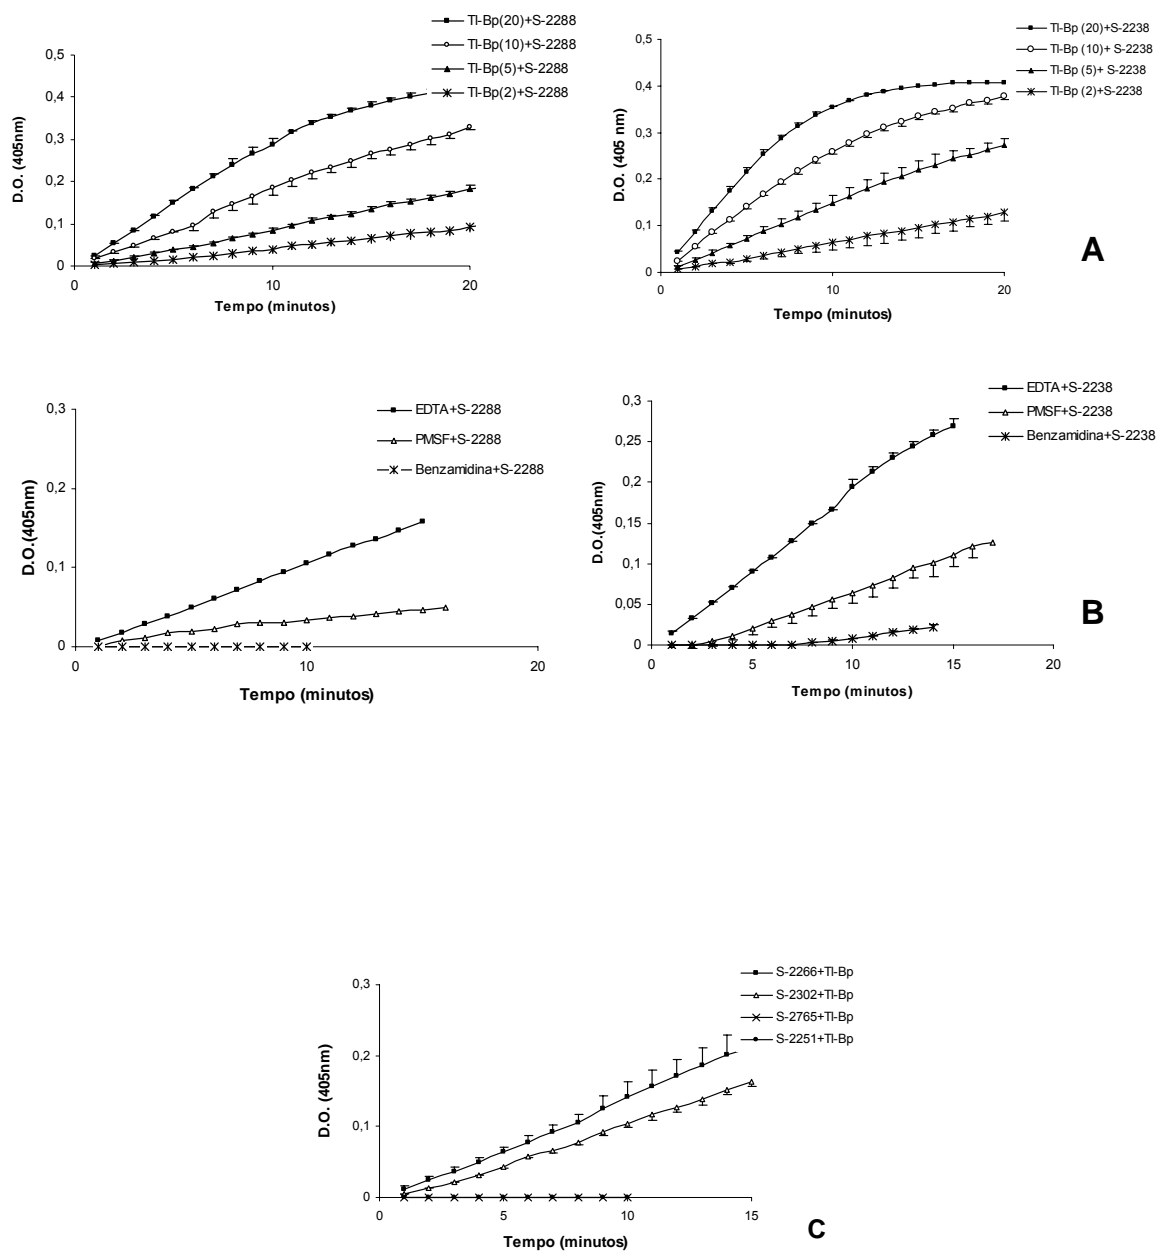 Tl-Bp(20)+S-2288
Tl-Bp(10)+S-2288
Tl-Bp(5)+S-2288
Tl-Bp(2)+S-2288
D.O. (405nm)
0,5
0,4
0,3
0,2
0,1
0
0
10
20
Tempo (minutos)
Tl-Bp (20)+S-2238
Tl-Bp (10)+ S-2238
Tl-Bp (5)+ S-2238
Tl-Bp (2)+S-2238
D.O. (405 nm)
0,5
0,4
0,3
0,2
0,1
0
0
10
20
Tempo (minutos)
A
EDTA+S-2288
PMSF+S-2288
Benzamidina+S-2288
D.O.(405nm)
0,3
0,2
0,1
0
0
10
20
Tempo (minutos)
EDTA+S-2238
PMSF+S-2238
Benzamidina+S-2238
D.O.(405nm)
0,3
0,25
0,2
0,15
0,1
0,05
0
0
5
10
15
20
Tempo (minutos)
B
S-2266+Tl-Bp
S-2302+Tl-Bp
S-2765+Tl-Bp
S-2251+Tl-Bp
D.O. (405nm)
0,3
0,2
0,1
0
0
5
10
15
Tempo (minutos)
C